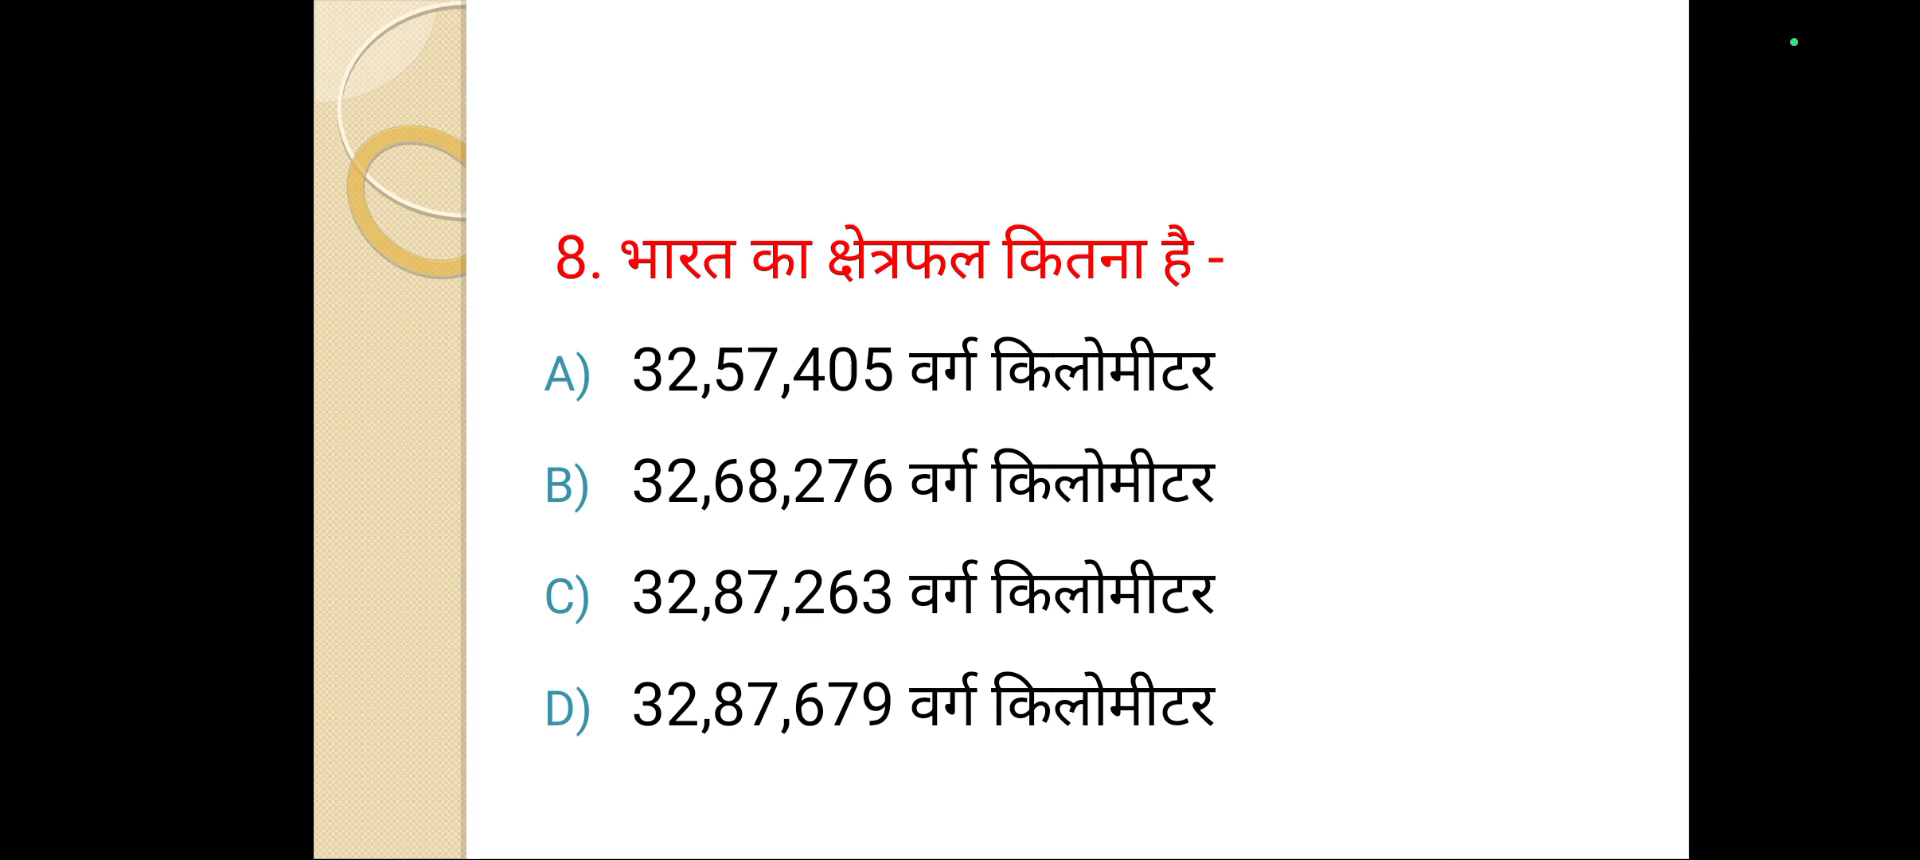 8. भारत का क्षेत्रफल कितना है -
A) 32,57,405 वर्ग किलोमीटर
B) 32,68,276 वर्ग किलोमीटर
C) 32,87,263 वर्ग किलोमीटर
D) 32,87,679 वर्ग किलोमीटर